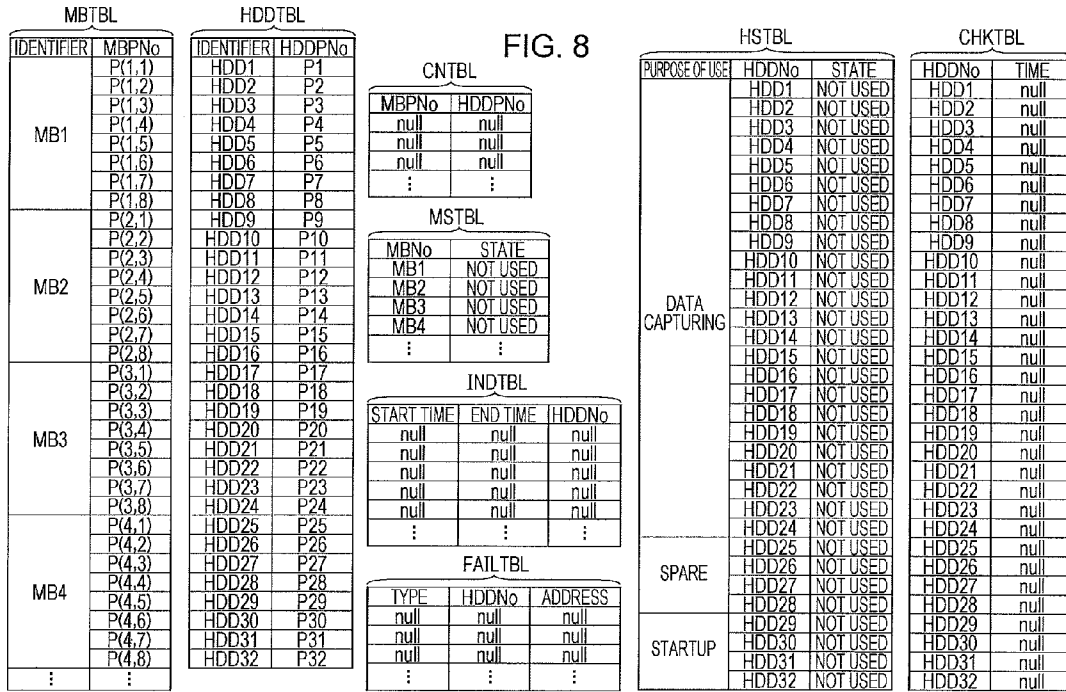 FIG. 8
MBTBL
IDENTIFIER MBPNo
MB1
P(1,1)
P(1,2)
P(1,3)
P(1,4)
P(1,5)
P(1,6)
P(1,7)
P(1,8)
MB2
P(2,1)
P(2,2)
P(2,3)
P(2,4)
P(2,5)
P(2,6)
P(2,7)
P(2,8)
MB3
P(3,1)
P(3,2)
P(3,3)
P(3,4)
P(3,5)
P(3,6)
P(3,7)
P(3,8)
MB4
P(4,1)
P(4,2)
P(4,3)
P(4,4)
P(4,5)
P(4,6)
P(4,7)
P(4,8)
⋮ ⋮
HDDTBL
IDENTIFIER HDDPNo
HDD1 P1
HDD2 P2
HDD3 P3
HDD4 P4
HDD5 P5
HDD6 P6
HDD7 P7
HDD8 P8
HDD9 P9
HDD10 P10
HDD11 P11
HDD12 P12
HDD13 P13
HDD14 P14
HDD15 P15
HDD16 P16
HDD17 P17
HDD18 P18
HDD19 P19
HDD20 P20
HDD21 P21
HDD22 P22
HDD23 P23
HDD24 P24
HDD25 P25
HDD26 P26
HDD27 P27
HDD28 P28
HDD29 P29
HDD30 P30
HDD31 P31
HDD32 P32
CNTBL
MBPNo HDDPNo
null null
null null
null null
⋮ ⋮
MSTBL
MBNo STATE
MB1 NOT USED
MB2 NOT USED
MB3 NOT USED
MB4 NOT USED
⋮ ⋮
INDTBL
START TIME END TIME HDDNo
null null null
null null null
null null null
null null null
null null null
⋮ ⋮ ⋮
FAILTBL
TYPE HDDNo ADDRESS
null null null
null null null
null null null
⋮ ⋮ ⋮
HSTBL
PURPOSE OF USE HDDNo STATE
DATA
CAPTURING
HDD1 NOT USED
HDD2 NOT USED
HDD3 NOT USED
HDD4 NOT USED
HDD5 NOT USED
HDD6 NOT USED
HDD7 NOT USED
HDD8 NOT USED
HDD9 NOT USED
HDD10 NOT USED
HDD11 NOT USED
HDD12 NOT USED
HDD13 NOT USED
HDD14 NOT USED
HDD15 NOT USED
HDD16 NOT USED
HDD17 NOT USED
HDD18 NOT USED
HDD19 NOT USED
HDD20 NOT USED
HDD21 NOT USED
HDD22 NOT USED
HDD23 NOT USED
HDD24 NOT USED
SPARE
HDD25 NOT USED
HDD26 NOT USED
HDD27 NOT USED
HDD28 NOT USED
STARTUP
HDD29 NOT USED
HDD30 NOT USED
HDD31 NOT USED
HDD32 NOT USED
CHKTBL
HDDNo TIME
HDD1 null
HDD2 null
HDD3 null
HDD4 null
HDD5 null
HDD6 null
HDD7 null
HDD8 null
HDD9 null
HDD10 null
HDD11 null
HDD12 null
HDD13 null
HDD14 null
HDD15 null
HDD16 null
HDD17 null
HDD18 null
HDD19 null
HDD20 null
HDD21 null
HDD22 null
HDD23 null
HDD24 null
HDD25 null
HDD26 null
HDD27 null
HDD28 null
HDD29 null
HDD30 null
HDD31 null
HDD32 null